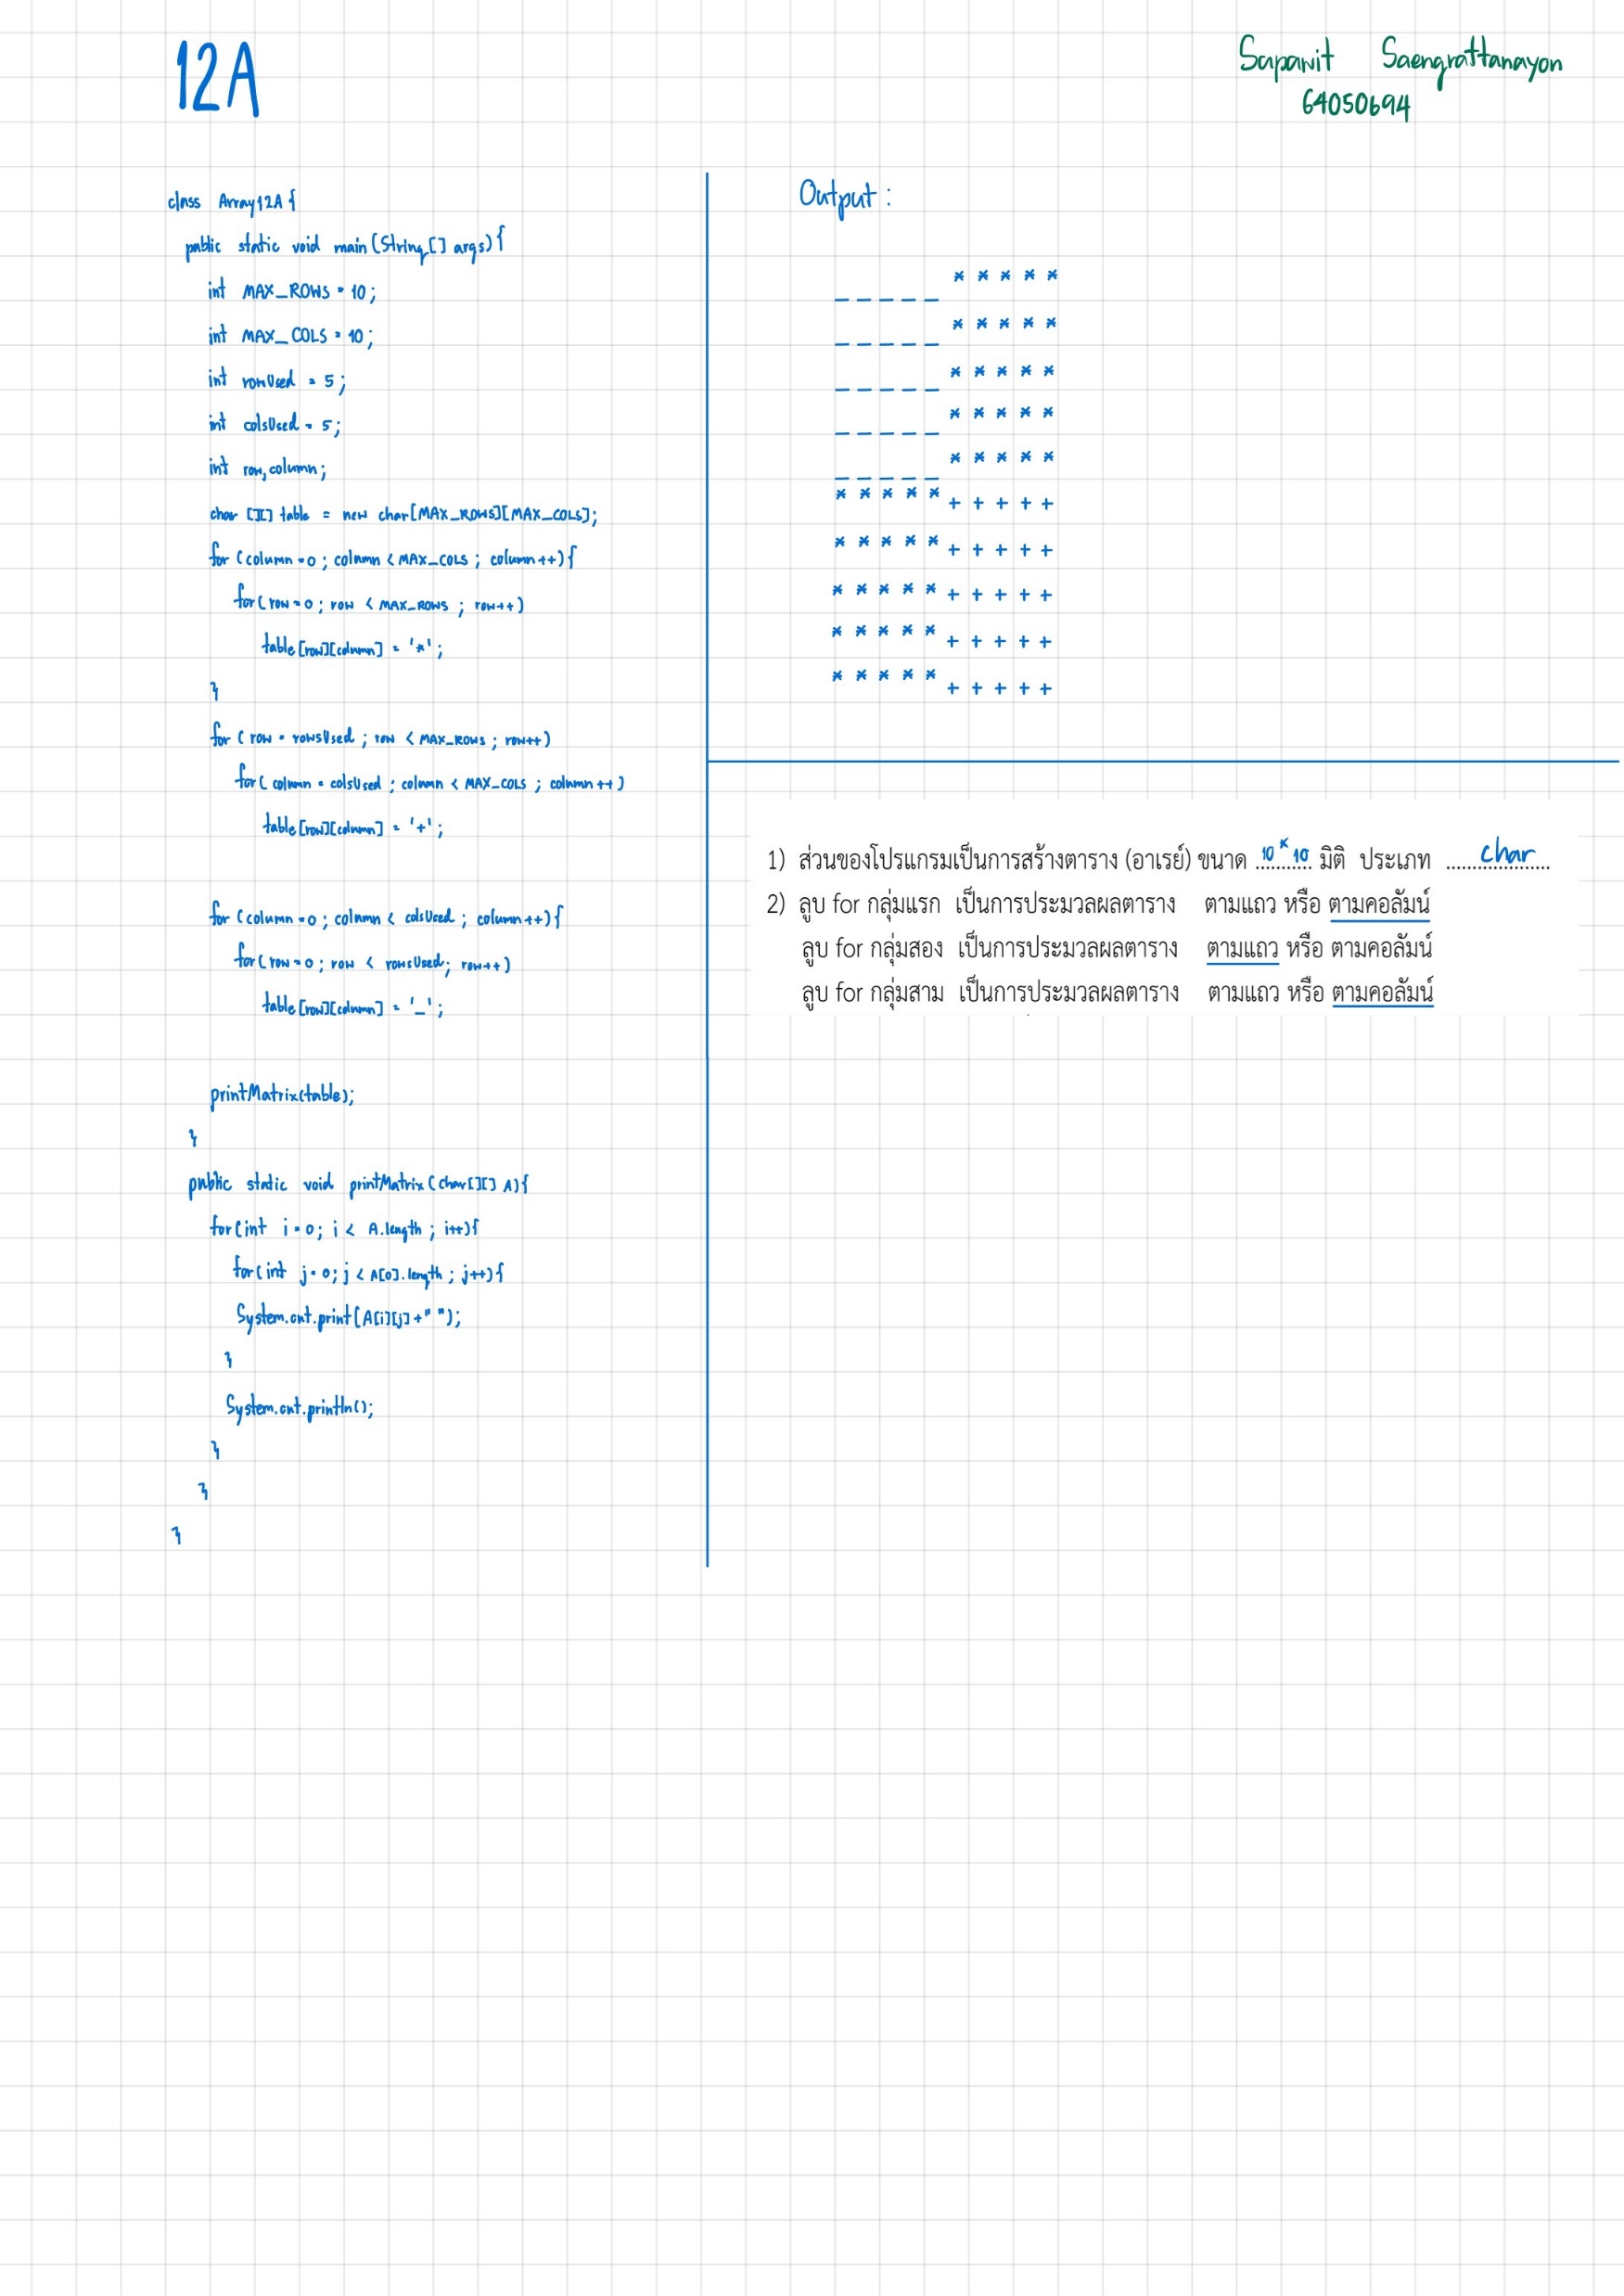 12A
Sapanit Saengrattanayon
64050694
class Array12A {
public static void main(String[] args){
int MAX_ROWS = 10;
int MAX_COLS = 10;
int rowUsed = 5;
int colsUsed = 5;
int row,column;
char [][] table = new char[MAX_ROWS][MAX_COLS];
for (column=0; column < MAX_COLS ; column++){
for(row=0; row < MAX_ROWS ; row++)
table[row][column] = '*';
}
for (row = rowsUsed ; row < MAX_ROWS ; row++)
for( column = colsUsed ; column < MAX_COLS ; column++)
table[row][column] = '+';
for (column=0; column < colsUsed ; column++){
for(row=0; row < rowsUsed; row++)
table[row][column] = '_';
printMatrix(table);
}
public static void printMatrix(char[][] A){
for(int i=0; i < A.length ; i++){
for(int j=0; j < A[0].length ; j++){
System.out.print(A[i][j]+" ");
}
System.out.println();
}
}
}
Output :
_ _ _ _ _ * * * * *
_ _ _ _ _ * * * * *
_ _ _ _ _ * * * * *
_ _ _ _ _ * * * * *
_ _ _ _ _ * * * * *
* * * * * + + + + +
* * * * * + + + + +
* * * * * + + + + +
* * * * * + + + + +
* * * * * + + + + +
1) ส่วนของโปรแกรมเป็นการสร้างตาราง (อาเรย์) ขนาด 10*10 มิติ ประเภท char
2) ลูบ for กลุ่มแรก เป็นการประมวลผลตาราง ตามแถว หรือ ตามคอลัมน์
ลูบ for กลุ่มสอง เป็นการประมวลผลตาราง ตามแถว หรือ ตามคอลัมน์
ลูบ for กลุ่มสาม เป็นการประมวลผลตาราง ตามแถว หรือ ตามคอลัมน์